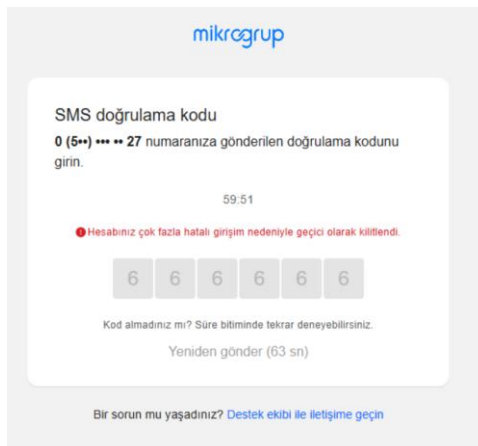 mikrogrup
SMS doğrulama kodu
0 (5••) ••• •• 27 numaranıza gönderilen doğrulama kodunu
girin.
59:51
Hesabınız çok fazla hatalı girişim nedeniyle geçici olarak kilitlendi.
6 6 6 6 6 6
Kod almadınız mı? Süre bitiminde tekrar deneyebilirsiniz.
Yeniden gönder (63 sn)
Bir sorun mu yaşadınız? Destek ekibi ile iletişime geçin